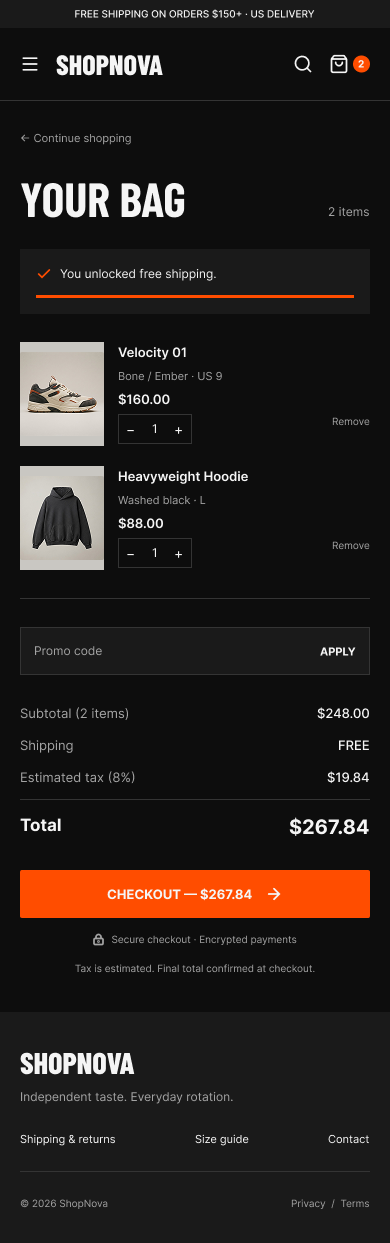 FREE SHIPPING ON ORDERS $150+ · US DELIVERY
SHOPNOVA
2
← Continue shopping
YOUR BAG
2 items
You unlocked free shipping.
Velocity 01
Bone / Ember · US 9
$160.00
− 1 +
Remove
Heavyweight Hoodie
Washed black · L
$88.00
− 1 +
Remove
Promo code APPLY
Subtotal (2 items) $248.00
Shipping FREE
Estimated tax (8%) $19.84
Total $267.84
CHECKOUT — $267.84 →
Secure checkout · Encrypted payments
Tax is estimated. Final total confirmed at checkout.
SHOPNOVA
Independent taste. Everyday rotation.
Shipping & returns Size guide Contact
© 2026 ShopNova Privacy / Terms